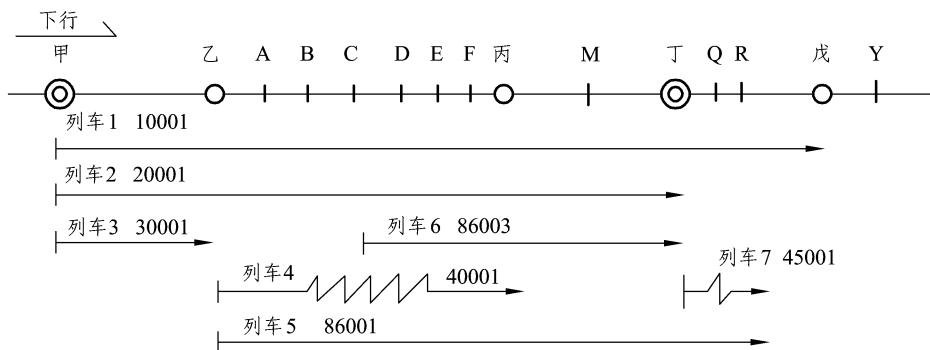 下行
甲 乙 A B C D E F 丙 M 丁 Q R 戊 Y
列车1 10001
列车2 20001
列车3 30001
列车6 86003
列车7 45001
列车4 40001
列车5 86001